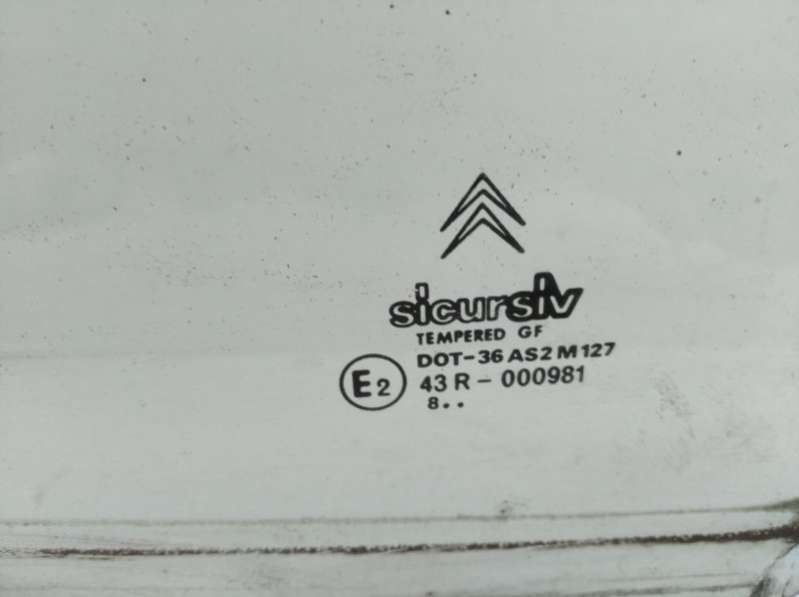 sicursiv
TEMPERED GF
DOT-36 AS2 M127
E2
43 R - 000981
8..